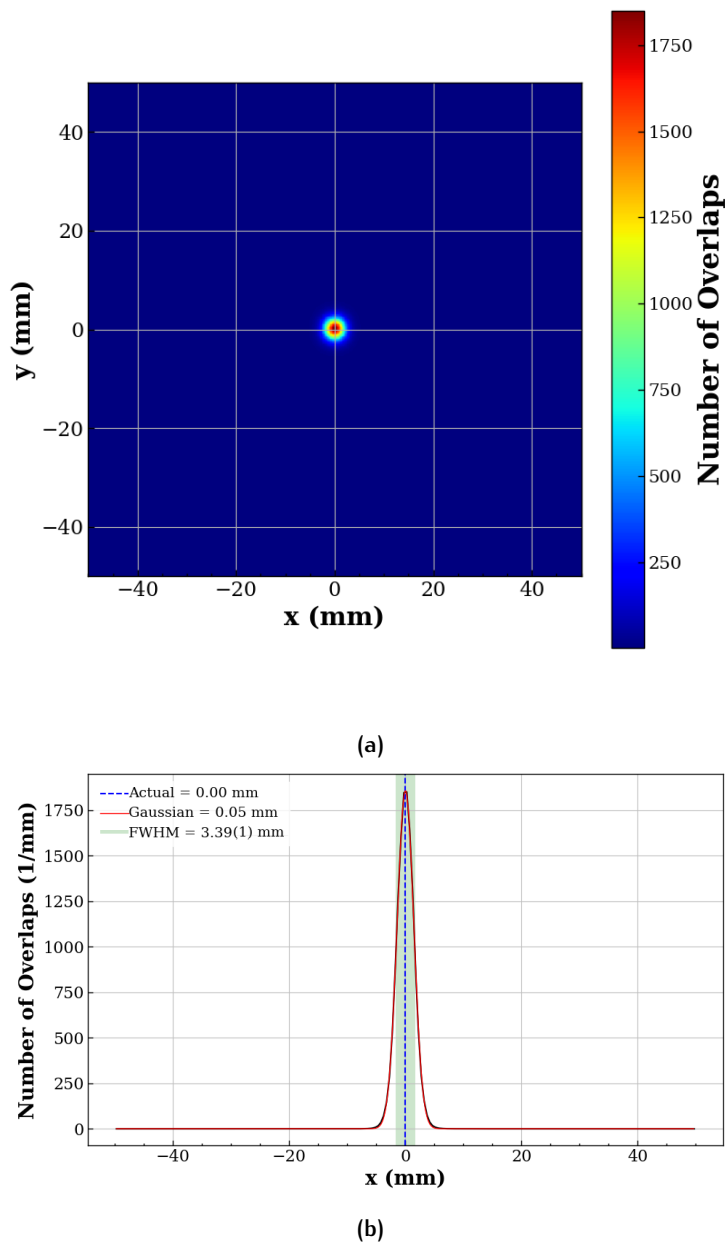 1750
1500
1250
1000
750
500
250
Number of Overlaps
40
20
0
−20
−40
y (mm)
−40 −20 0 20 40
x (mm)
(a)
Actual = 0.00 mm
Gaussian = 0.05 mm
FWHM = 3.39(1) mm
1750
1500
1250
1000
750
500
250
0
Number of Overlaps (1/mm)
−40 −20 0 20 40
x (mm)
(b)